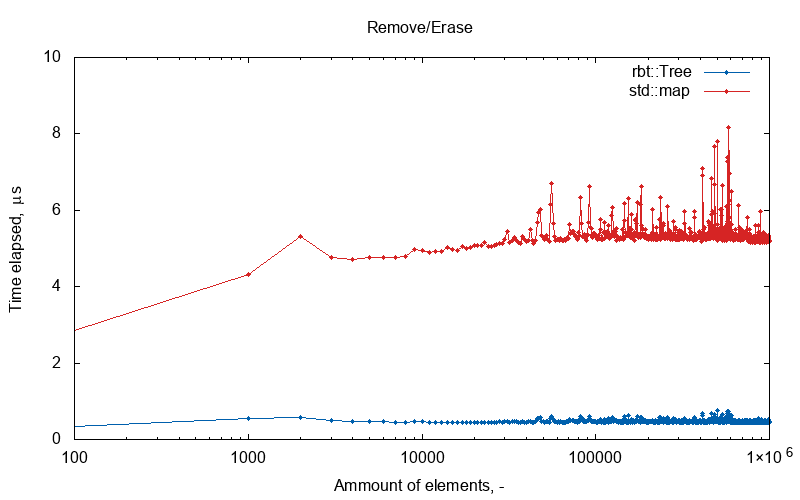 Remove/Erase
rbt::Tree
std::map
10
8
6
4
2
0
Time elapsed, µs
100
1000
10000
100000
1×10^6
Ammount of elements, -